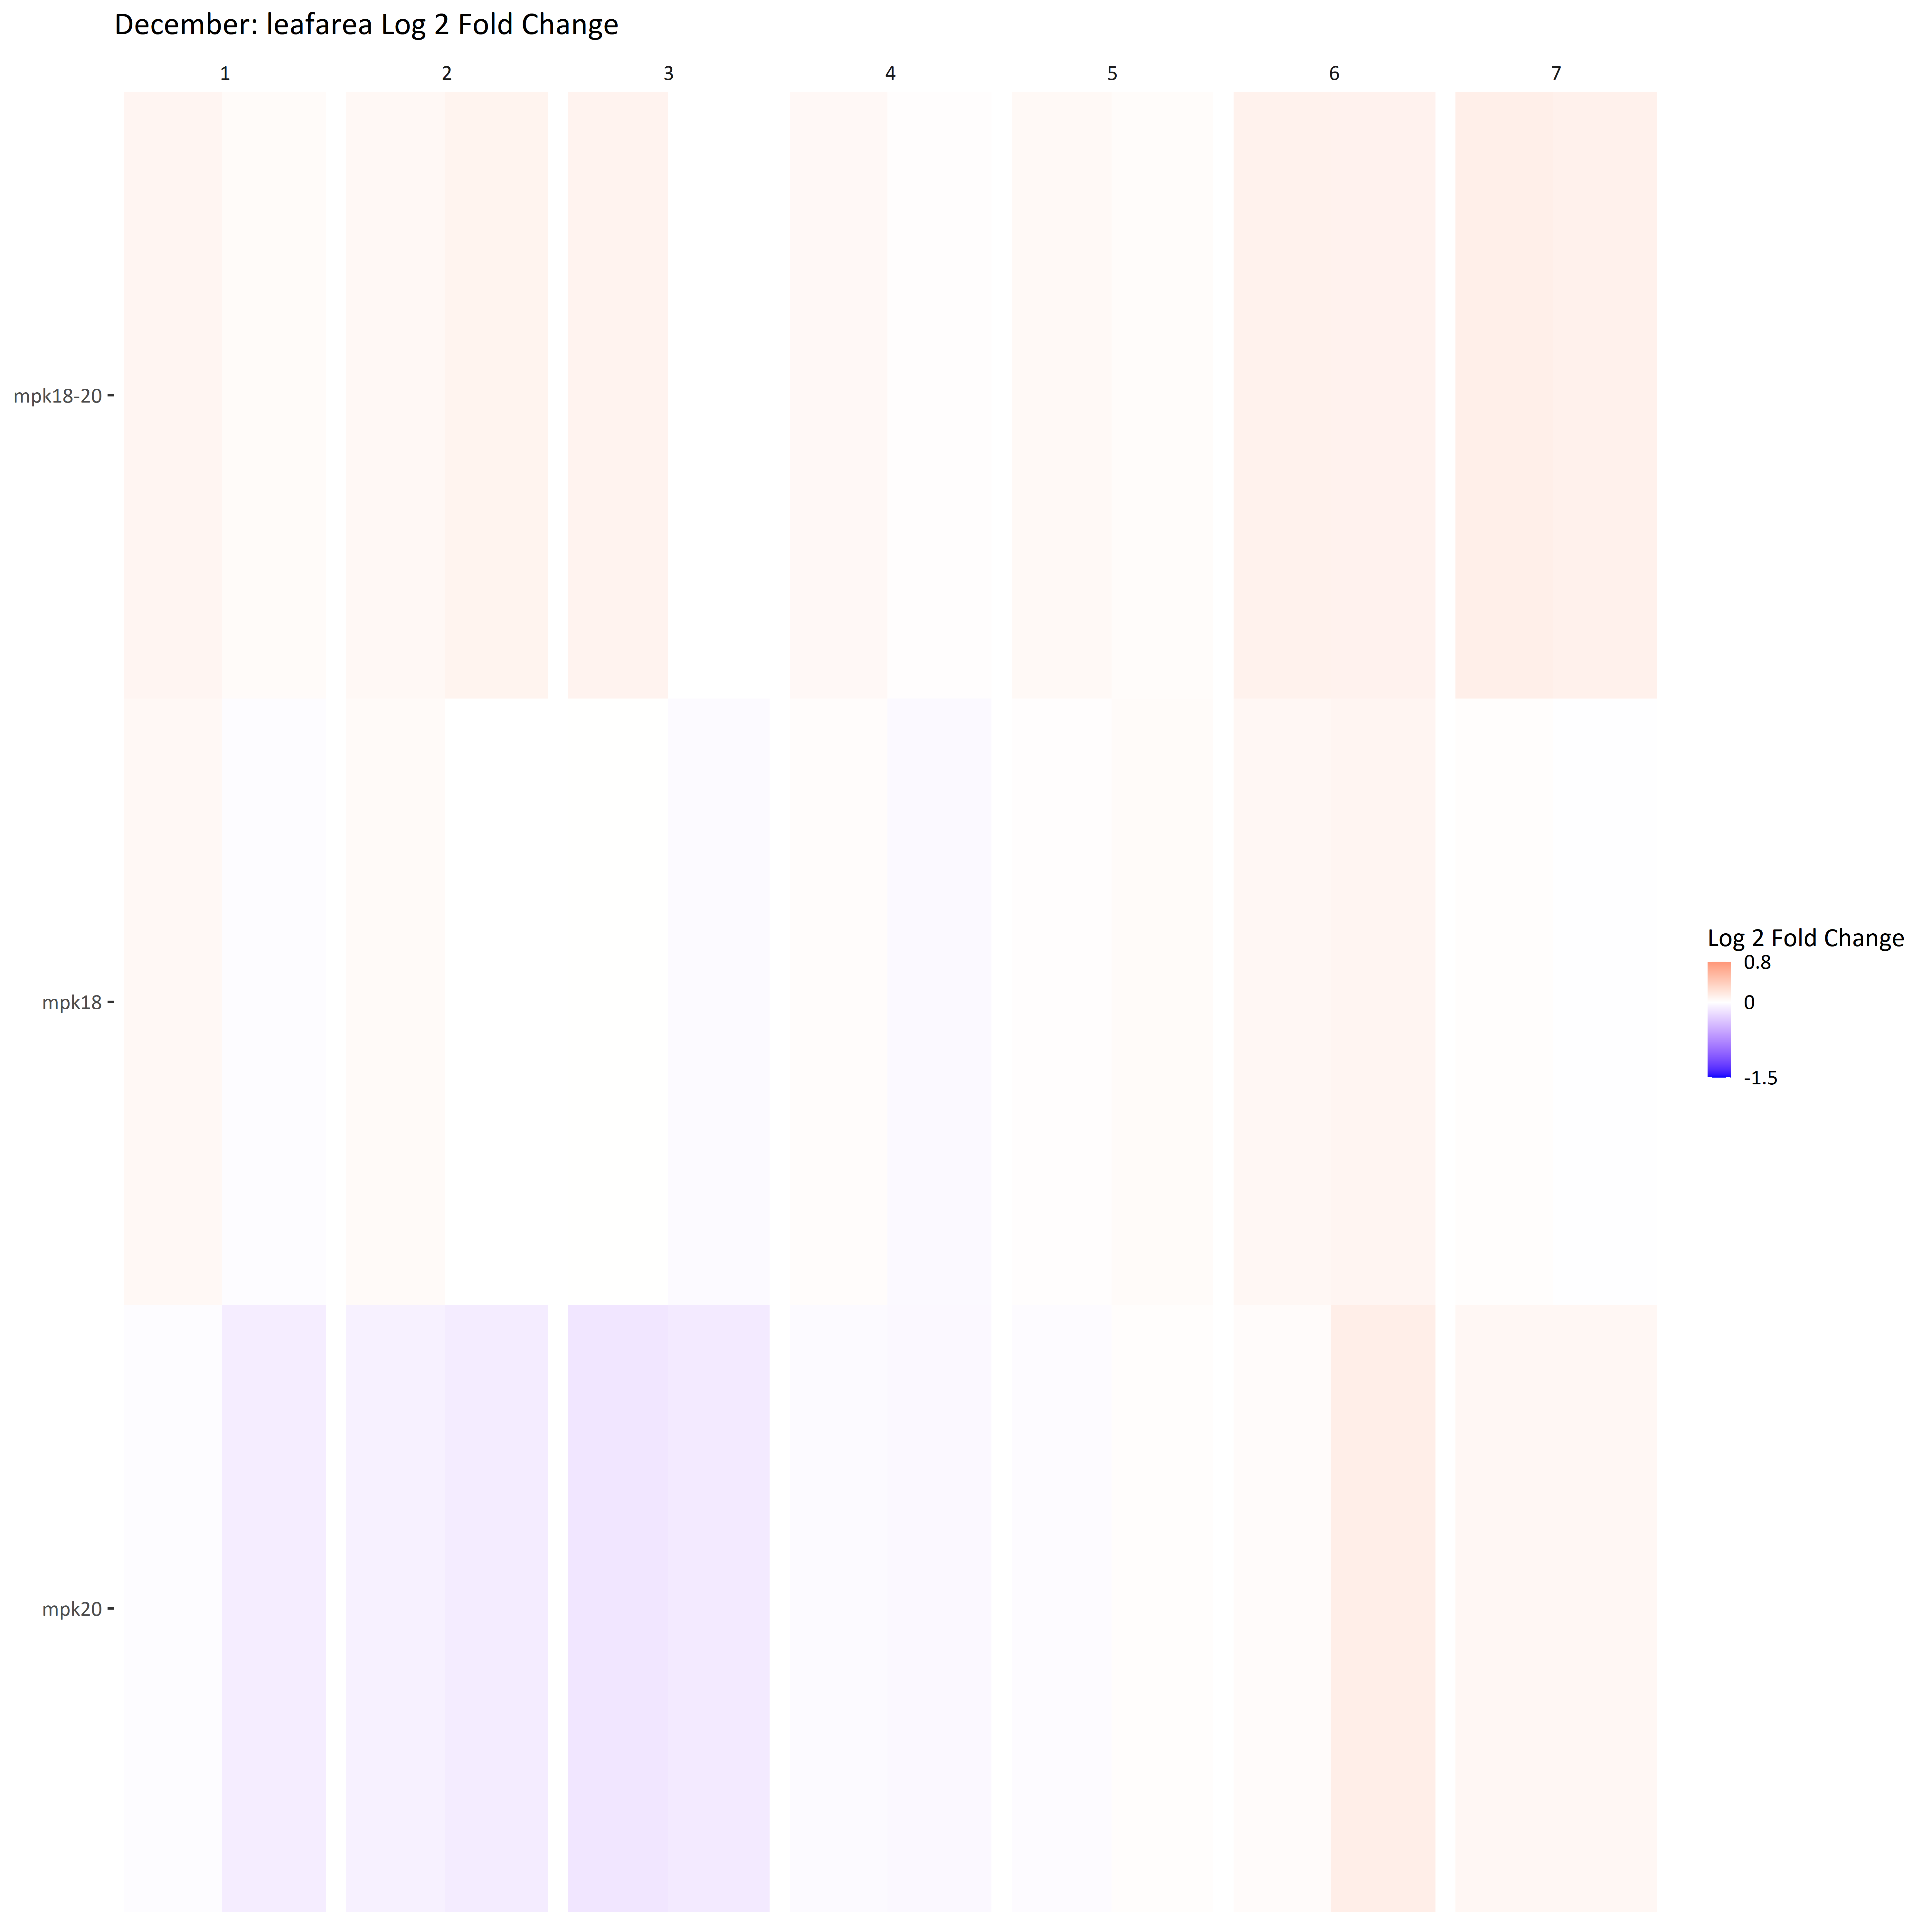 December: leafarea Log 2 Fold Change
1 2 3 4 5 6 7
mpk18-20
mpk18
mpk20
Log 2 Fold Change
0.8
0
-1.5